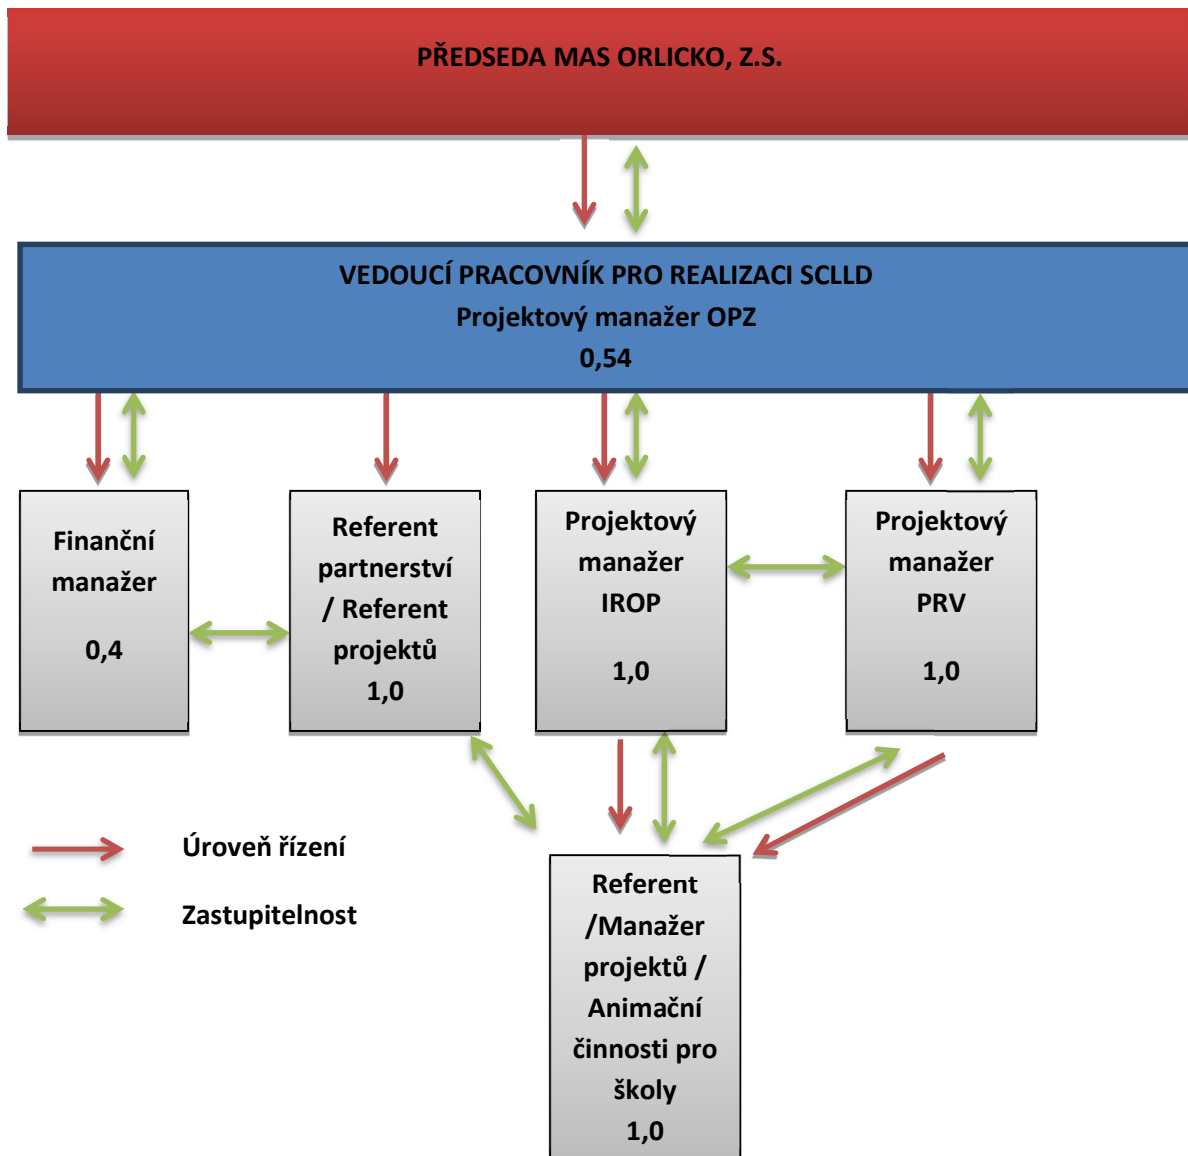 PŘEDSEDA MAS ORLICKO, Z.S.
VEDOUCÍ PRACOVNÍK PRO REALIZACI SCLLD
Projektový manažer OPZ
0,54
Finanční
manažer
0,4
Referent
partnerství
/ Referent
projektů
1,0
Projektový
manažer
IROP
1,0
Projektový
manažer
PRV
1,0
Úroveň řízení
Zastupitelnost
Referent
/Manažer
projektů /
Animační
činnosti pro
školy
1,0